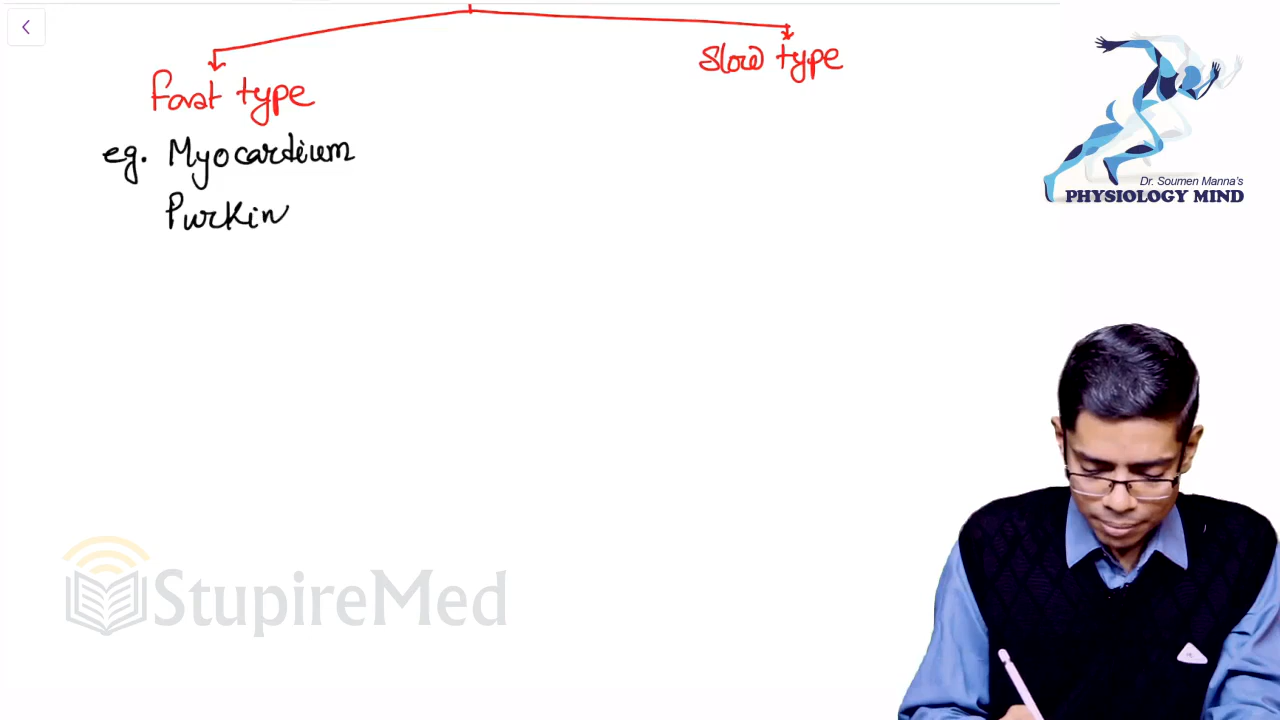 Fast type
Slow type
eg. Myocardium
Purkin
Dr. Soumen Manna's
PHYSIOLOGY MIND
StupireMed